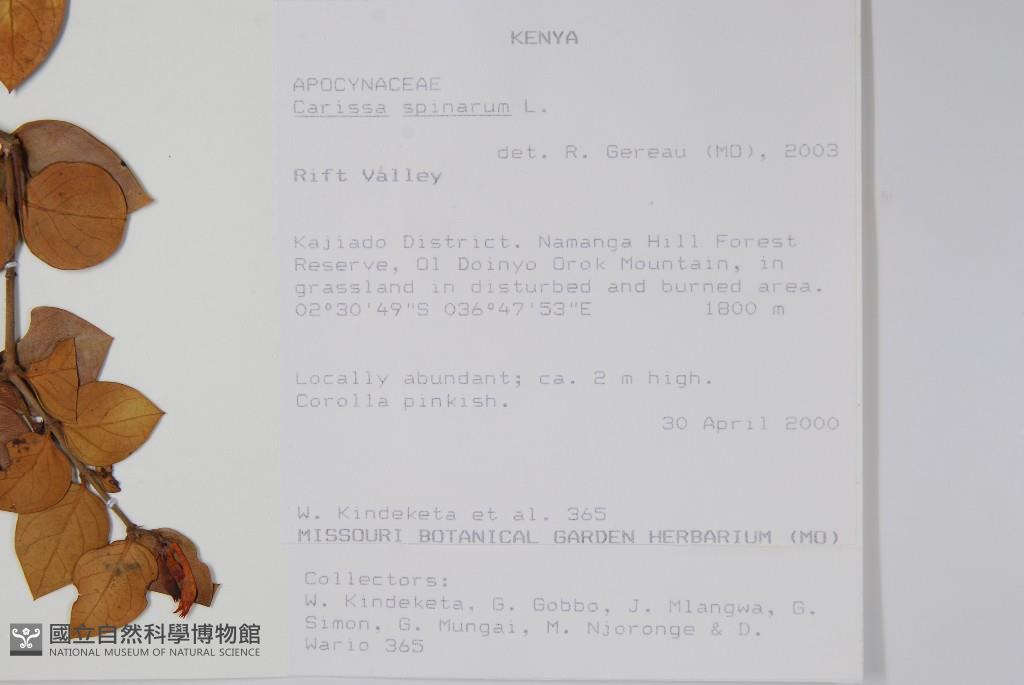 KENYA
APOCYNACEAE
Carissa spinarum L.
det. R. Gereau (MO), 2003
Rift Valley
Kajiado District. Namanga Hill Forest
Reserve, Ol Doinyo Orok Mountain, in
grassland in disturbed and burned area.
02°30'49"S 036°47'53"E 1800 m
Locally abundant; ca. 2 m high.
Corolla pinkish.
30 April 2000
W. Kindeketa et al. 365
MISSOURI BOTANICAL GARDEN HERBARIUM (MO)
Collectors:
W. Kindeketa, G. Gobbo, J. Mlangwa, G.
Simon, G. Mungai, M. Njoronge & D.
Wario 365
國立自然科學博物館
NATIONAL MUSEUM OF NATURAL SCIENCE